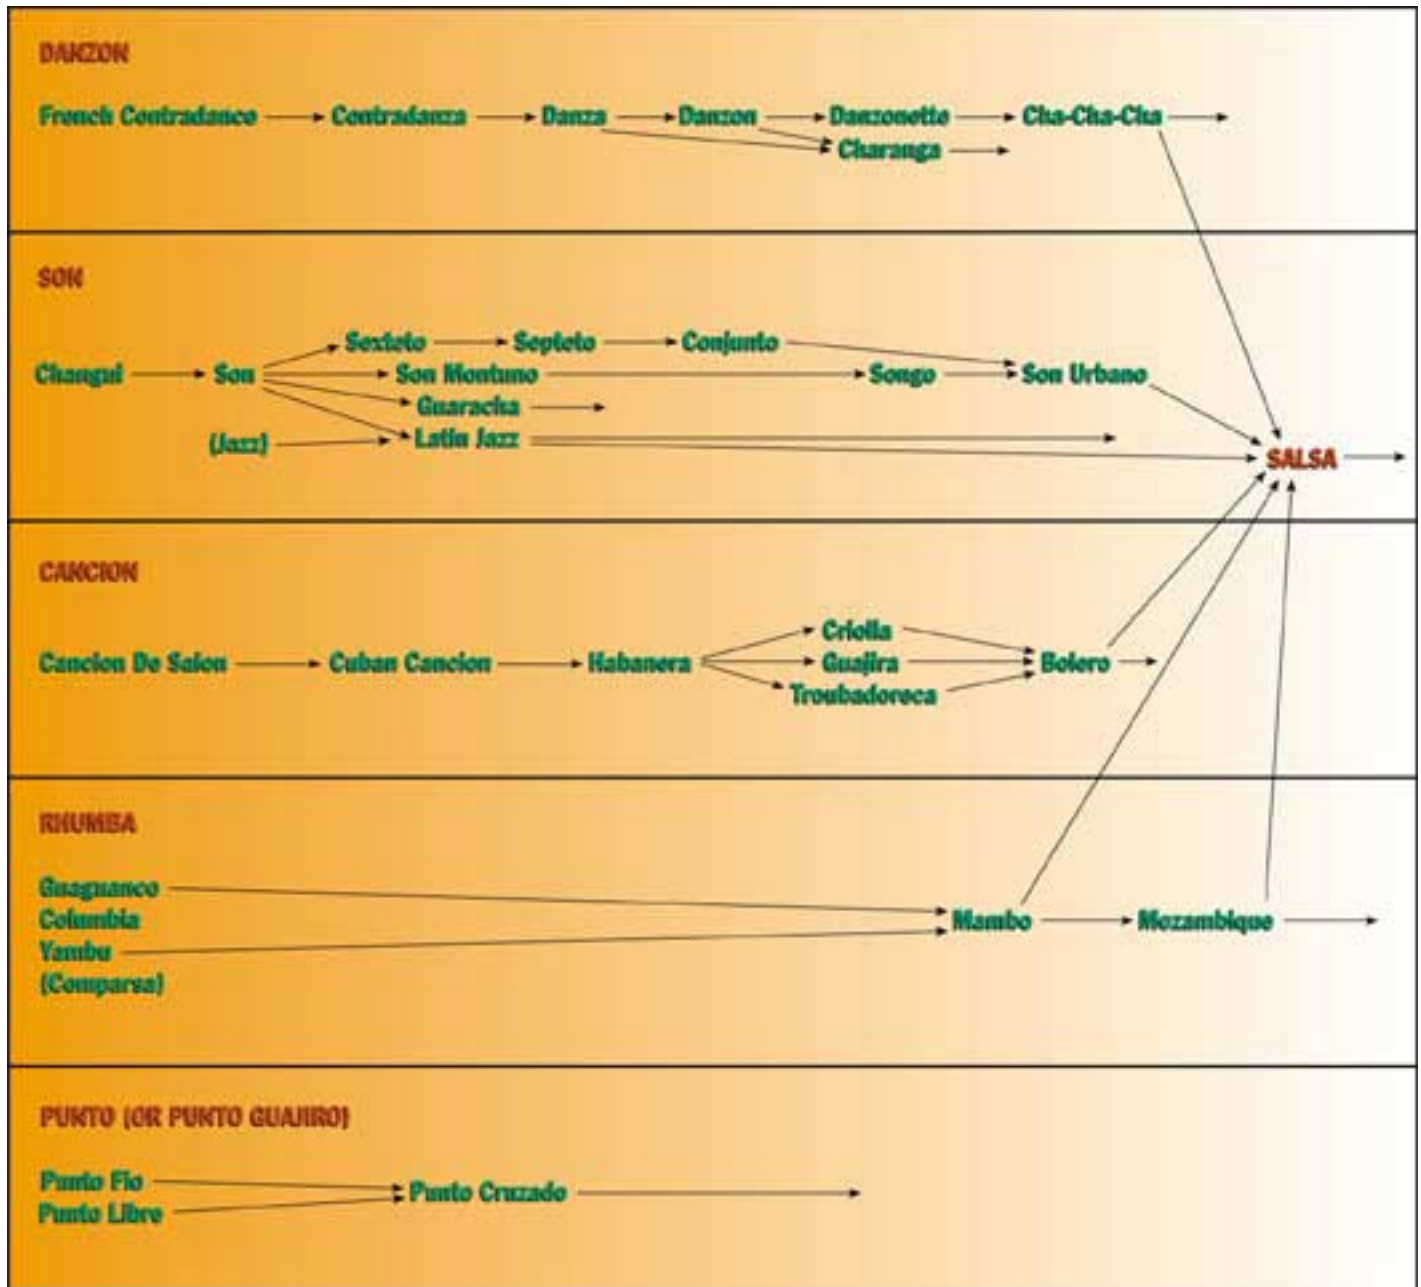 DANZON
French Contradance Contradanza Danza Danzon Danzonette Cha-Cha-Cha
Charanga
SON
Sexteto Septeto Conjunto
Changui Son Son Montuno Songo Son Urbano
Guaracha
(Jazz) Latin Jazz
SALSA
CANCION
Criolla
Cancion De Salon Cuban Cancion Habanera Guajira Bolero
Troubadoreca
RHUMBA
Guaguanco
Columbia Mambo Mozambique
Yambu
(Comparsa)
PUNTO (OR PUNTO GUAJIRO)
Punto Fio
Punto Cruzado
Punto Libre